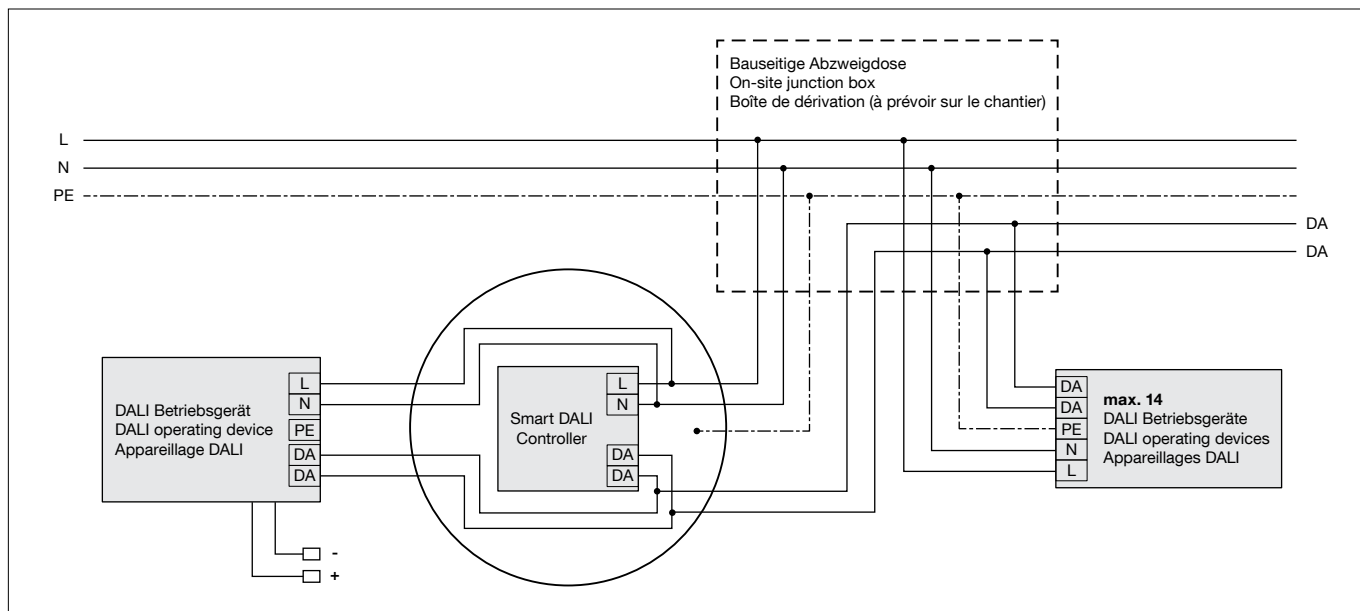 Bauseitige Abzweigdose
On-site junction box
Boîte de dérivation (à prévoir sur le chantier)
L
N
PE
DA
DA
DALI Betriebsgerät
DALI operating device
Appareillage DALI
L
N
PE
DA
DA
-
+
Smart DALI
Controller
L
N
DA
DA
DA
DA
PE
N
L
max. 14
DALI Betriebsgeräte
DALI operating devices
Appareillages DALI